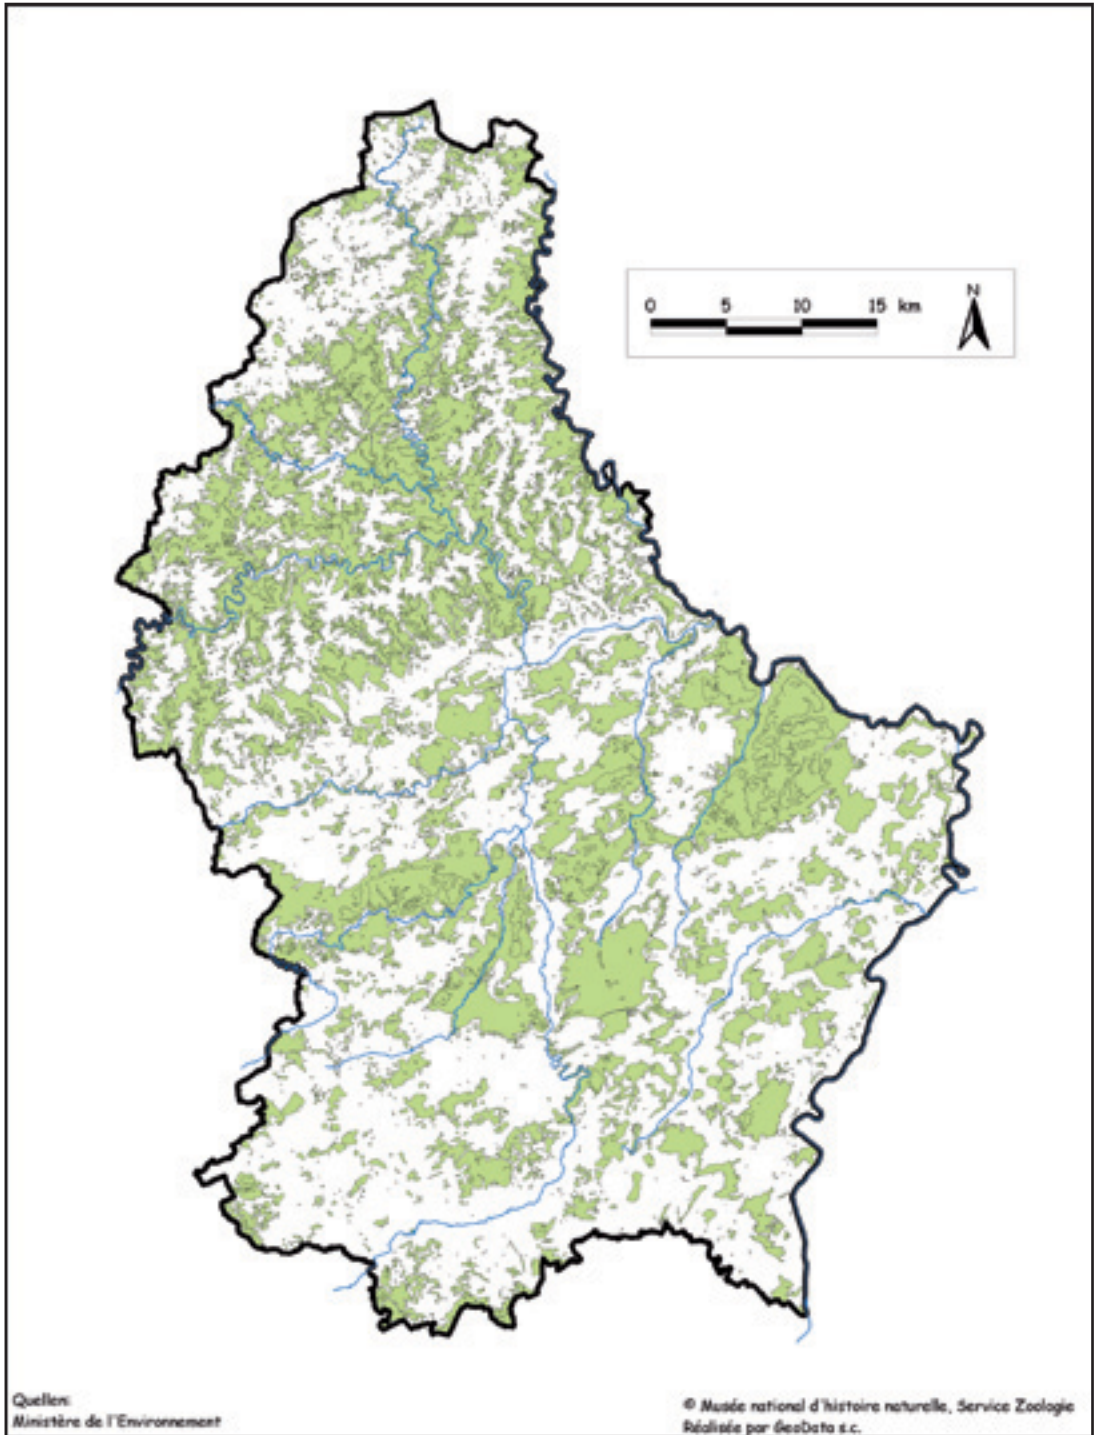 N
0 5 10 15 km
Quellen:
Ministère de l'Environnement
© Musée national d'histoire naturelle, Service Zoologie
Réalisée par GeoData s.c.